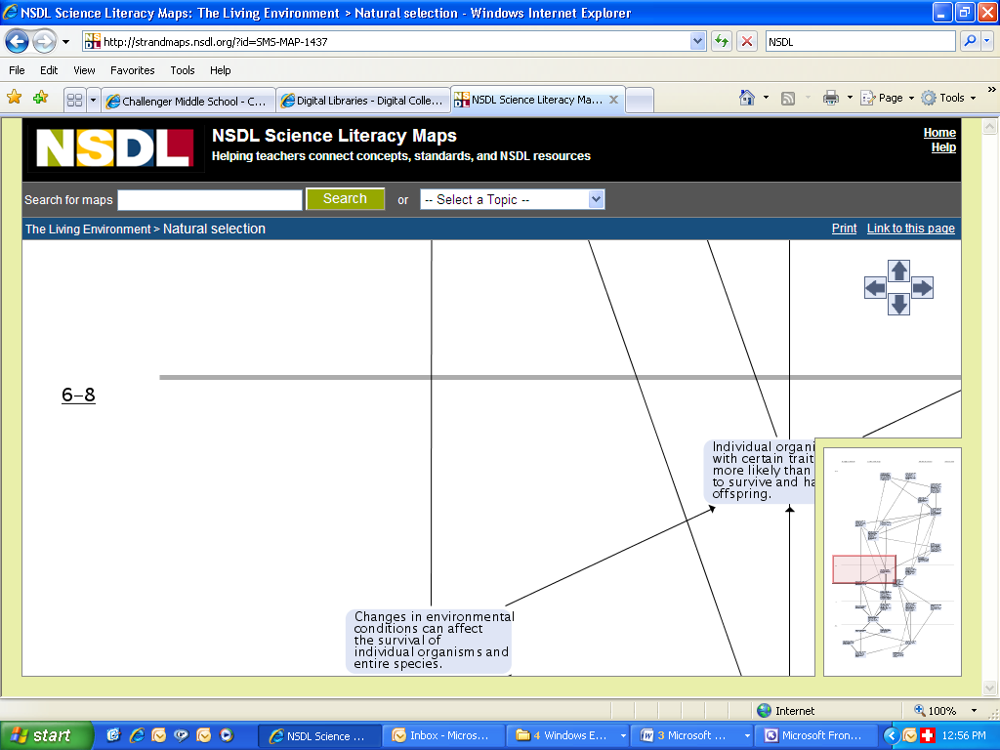 NSDL Science Literacy Maps: The Living Environment > Natural selection - Windows Internet Explorer
http://strandmaps.nsdl.org/?id=SMS-MAP-1437
NSDL
File Edit View Favorites Tools Help
Challenger Middle School - C...
Digital Libraries - Digital Colle...
NSDL Science Literacy Ma...
Page
Tools
NSDL
NSDL Science Literacy Maps
Helping teachers connect concepts, standards, and NSDL resources
Home
Help
Search for maps
Search
or
-- Select a Topic --
The Living Environment > Natural selection
Print Link to this page
6–8
Individual organi
with certain trait
more likely than
to survive and ha
offspring.
Changes in environmental
conditions can affect
the survival of
individual organisms and
entire species.
Internet
100%
start
NSDL Science ...
Inbox - Micros...
4 Windows E...
3 Microsoft ...
Microsoft Fron...
12:56 PM